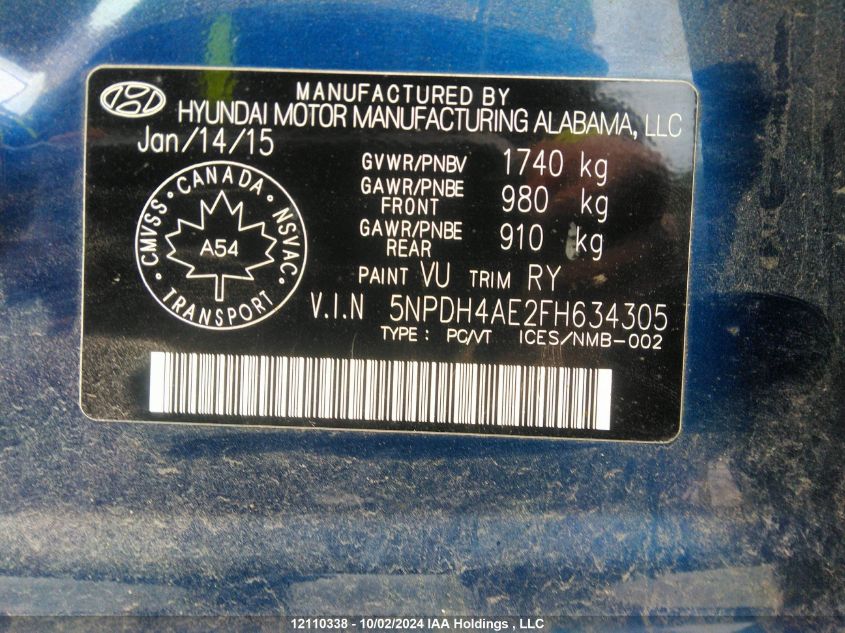 MANUFACTURED BY
HYUNDAI MOTOR MANUFACTURING ALABAMA, LLC
Jan/14/15
GVWR/PNBV 1740 kg
GAWR/PNBE FRONT 980 kg
GAWR/PNBE REAR 910 kg
PAINT VU TRIM RY
CMVSS • CANADA • NSVAC • TRANSPORT •
A54
V.I.N 5NPDH4AE2FH634305
TYPE : PC/VT ICES/NMB-002
12110338 - 10/02/2024 IAA Holdings , LLC